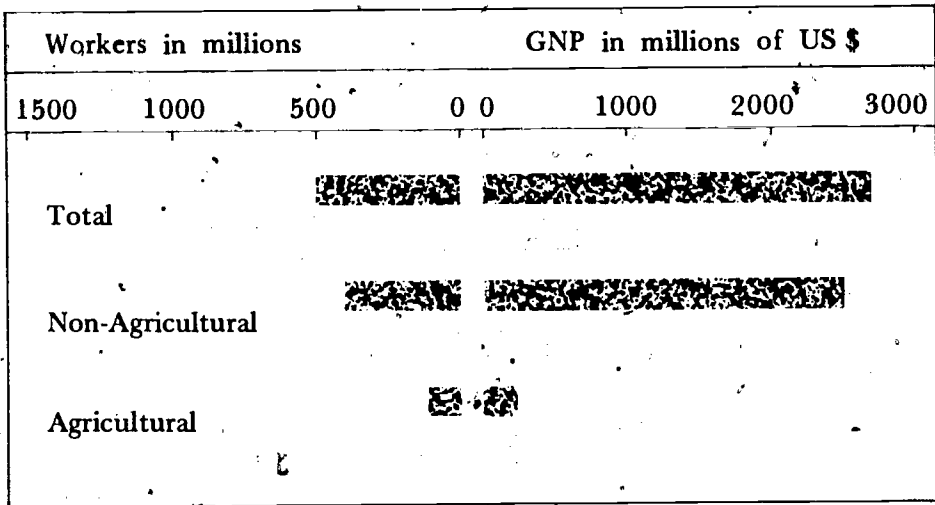 Workers in millions GNP in millions of US $
1500 1000 500 0 0 1000 2000 3000
Total
Non-Agricultural
Agricultural